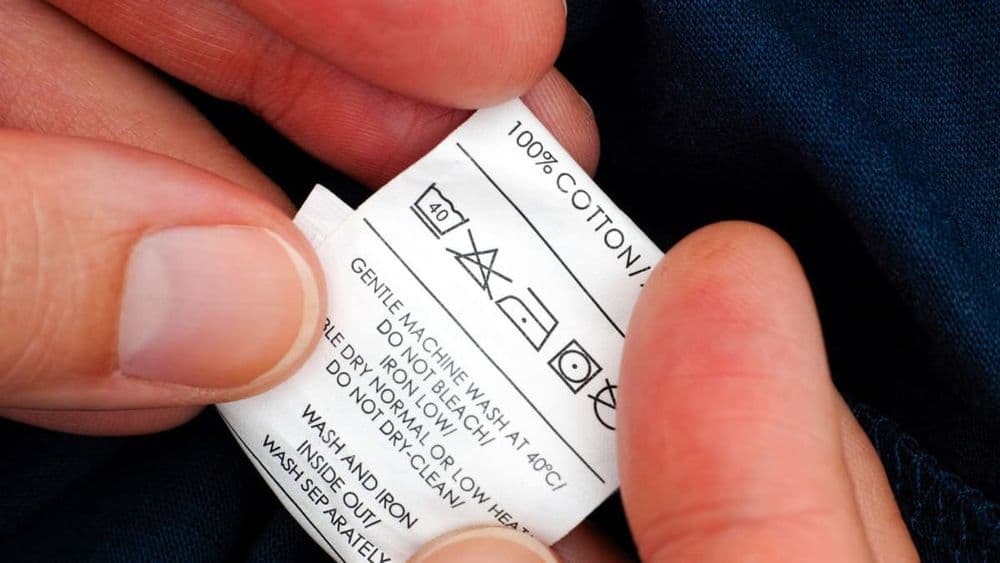 100% COTTON/
40
GENTLE MACHINE WASH AT 40°C/
DO NOT BLEACH/
IRON LOW/
DRY NORMAL OR LOW HEAT
DO NOT DRY-CLEAN/
WASH AND IRON
INSIDE OUT/
WASH SEPARATELY